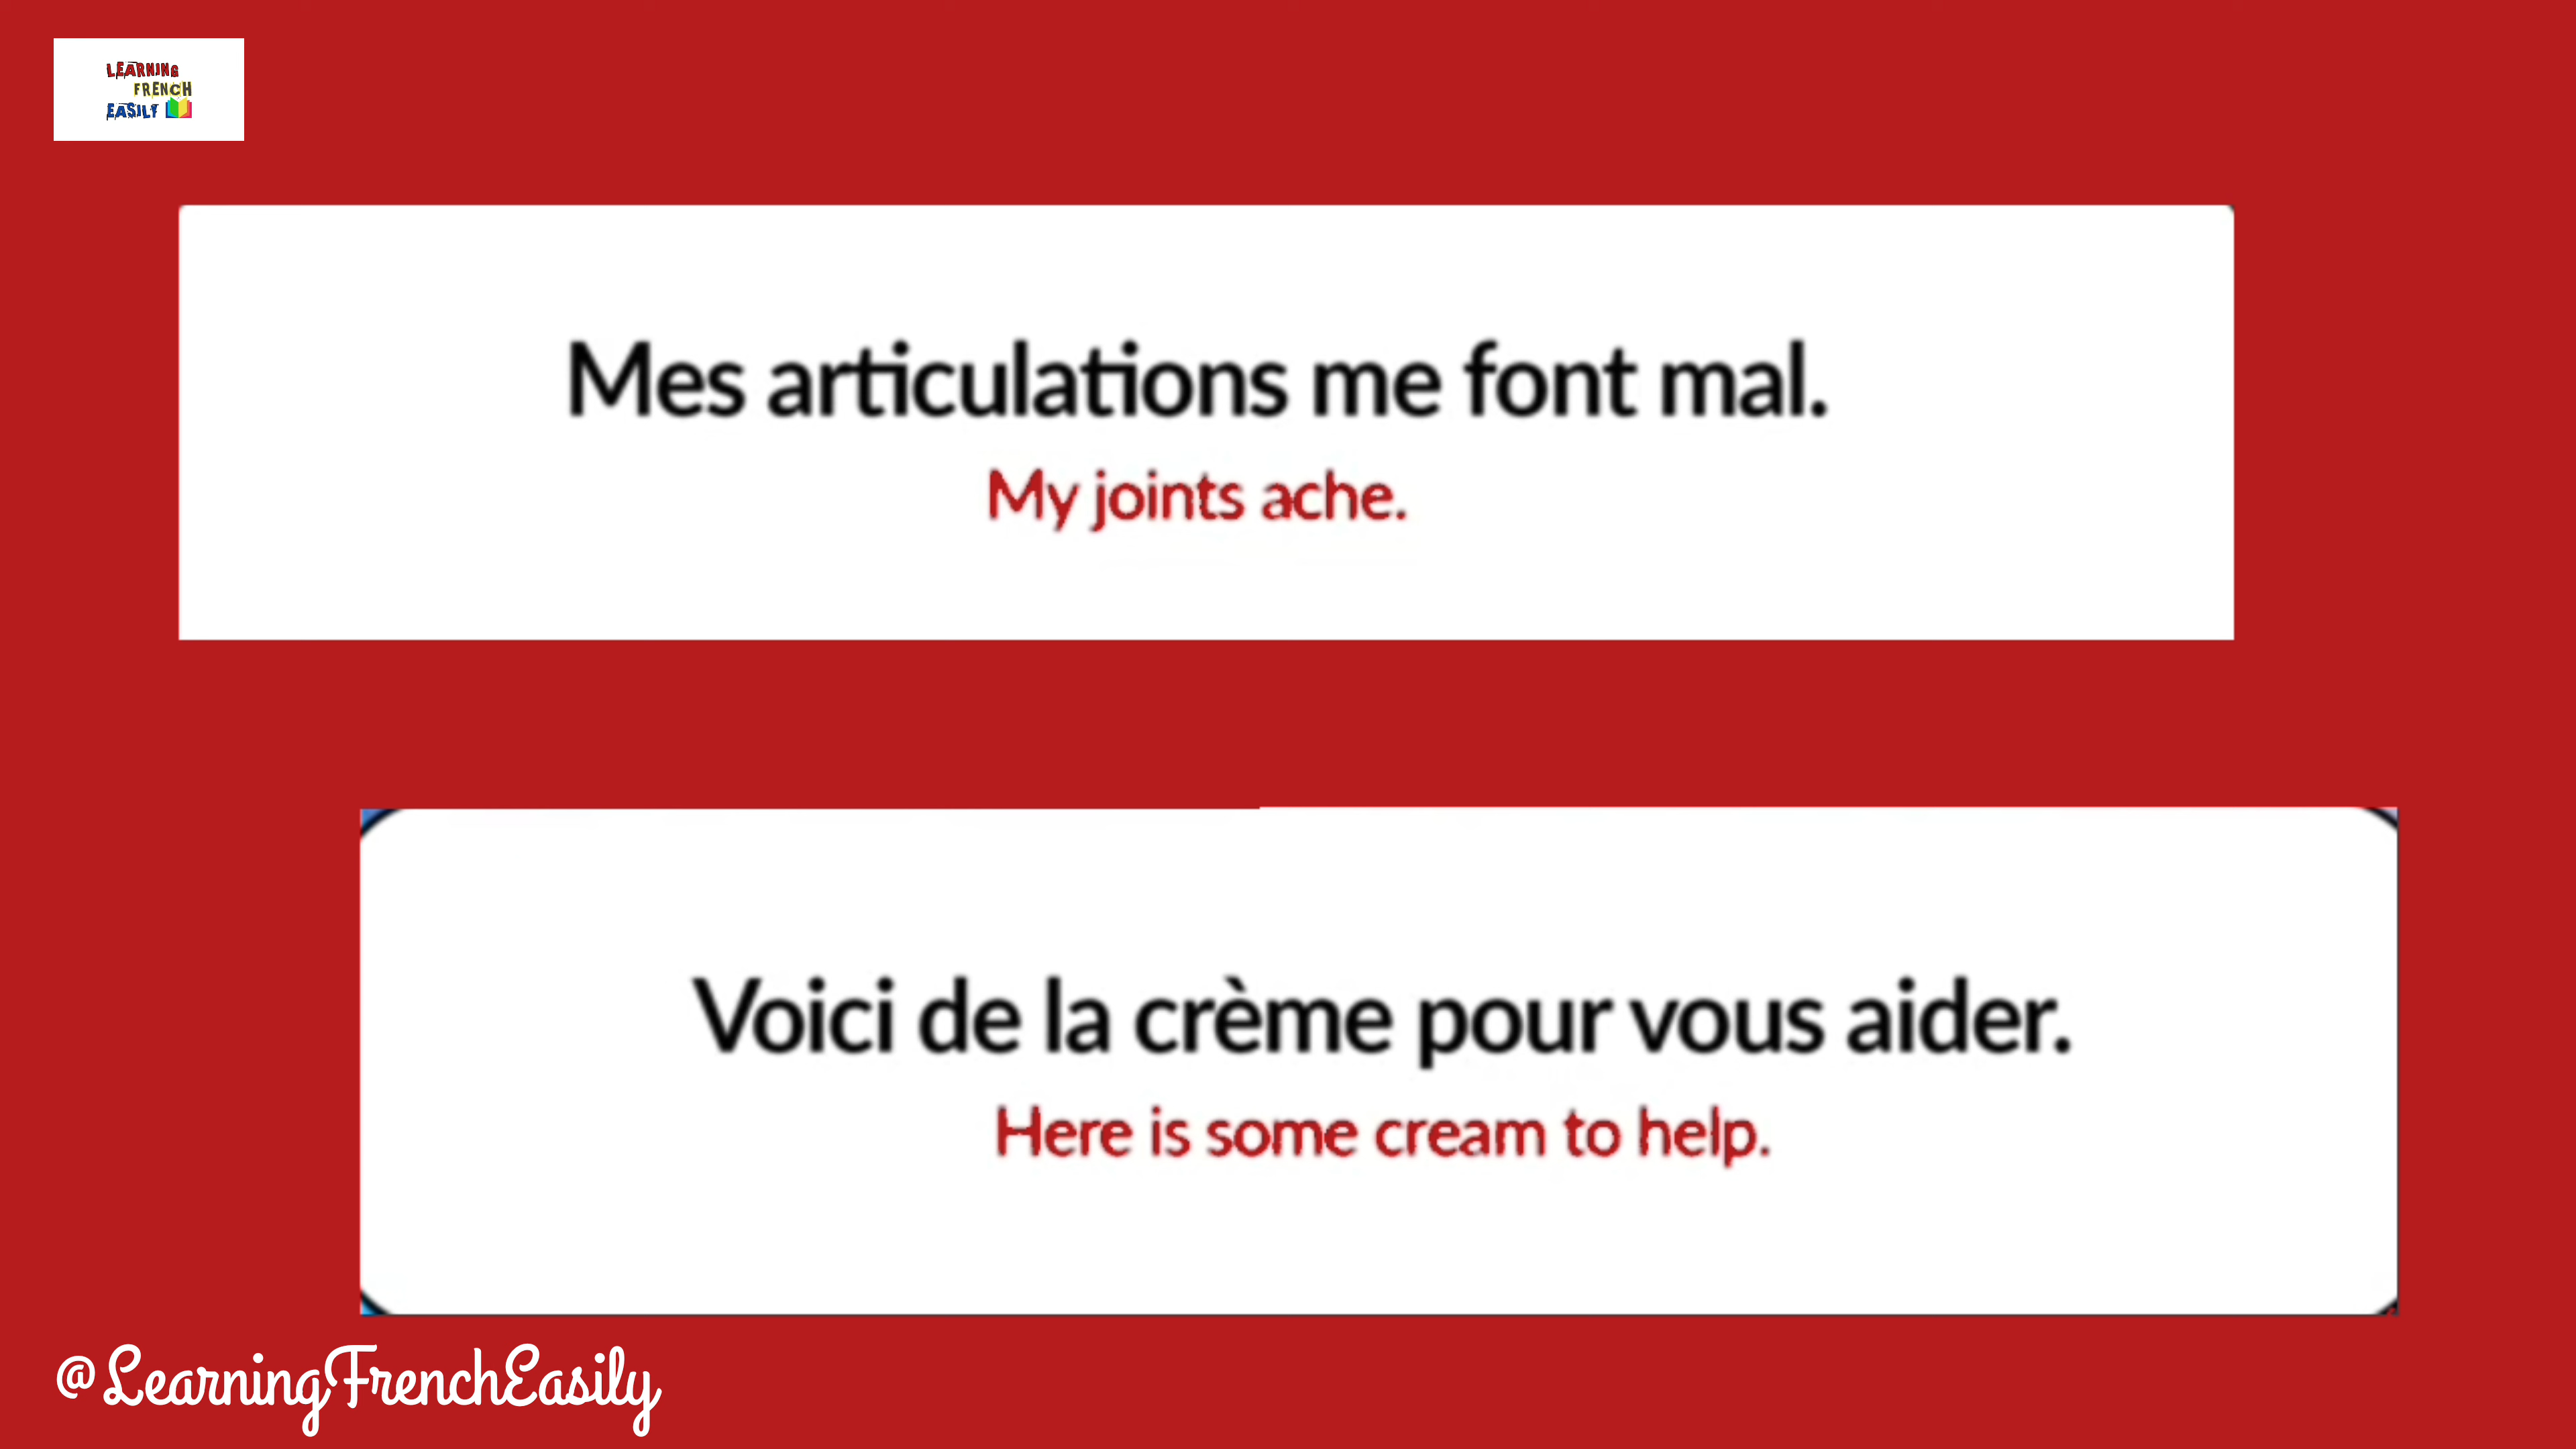 LEARNING
FRENCH
EASILY
Mes articulations me font mal.
My joints ache.
Voici de la crème pour vous aider.
Here is some cream to help.
@LearningFrenchEasily